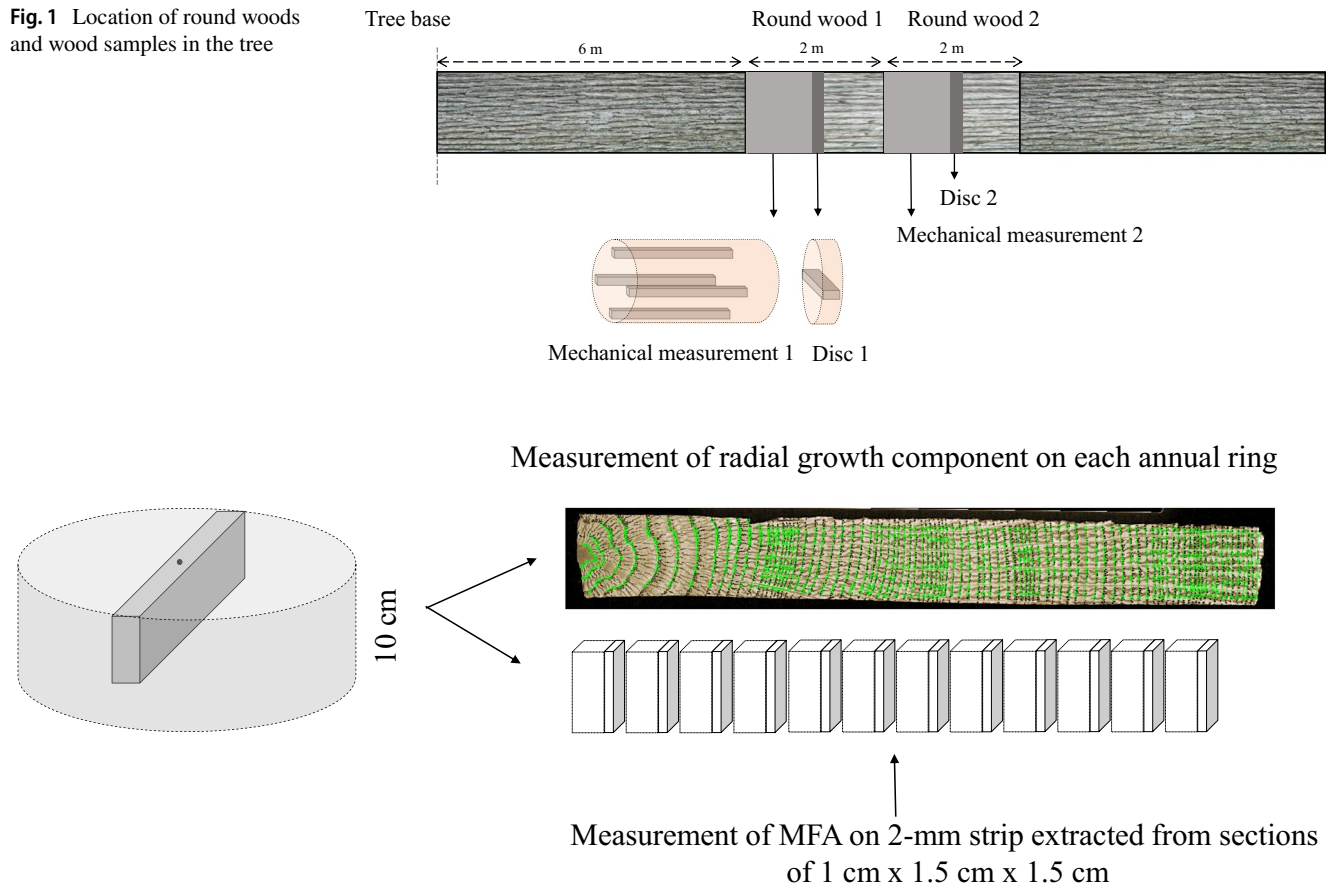 Fig. 1 Location of round woods
and wood samples in the tree
Tree base
Round wood 1
Round wood 2
6 m
2 m
2 m
Disc 2
Mechanical measurement 2
Mechanical measurement 1
Disc 1
Measurement of radial growth component on each annual ring
10 cm
Measurement of MFA on 2-mm strip extracted from sections
of 1 cm x 1.5 cm x 1.5 cm